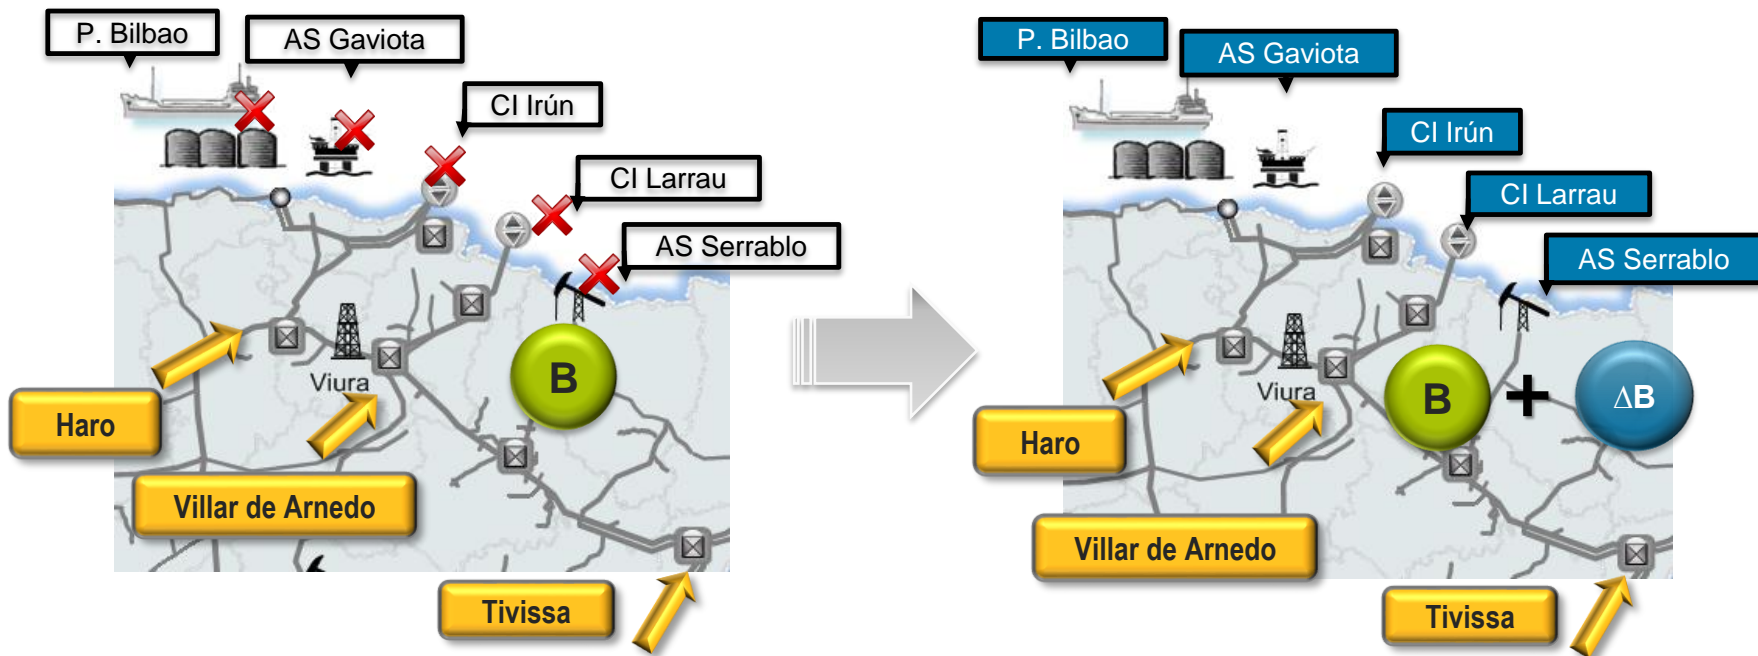 P. Bilbao
AS Gaviota
CI Irún
CI Larrau
AS Serrablo
B
Viura
Haro
Villar de Arnedo
Tivissa
P. Bilbao
AS Gaviota
CI Irún
CI Larrau
AS Serrablo
B
+
ΔB
Viura
Haro
Villar de Arnedo
Tivissa